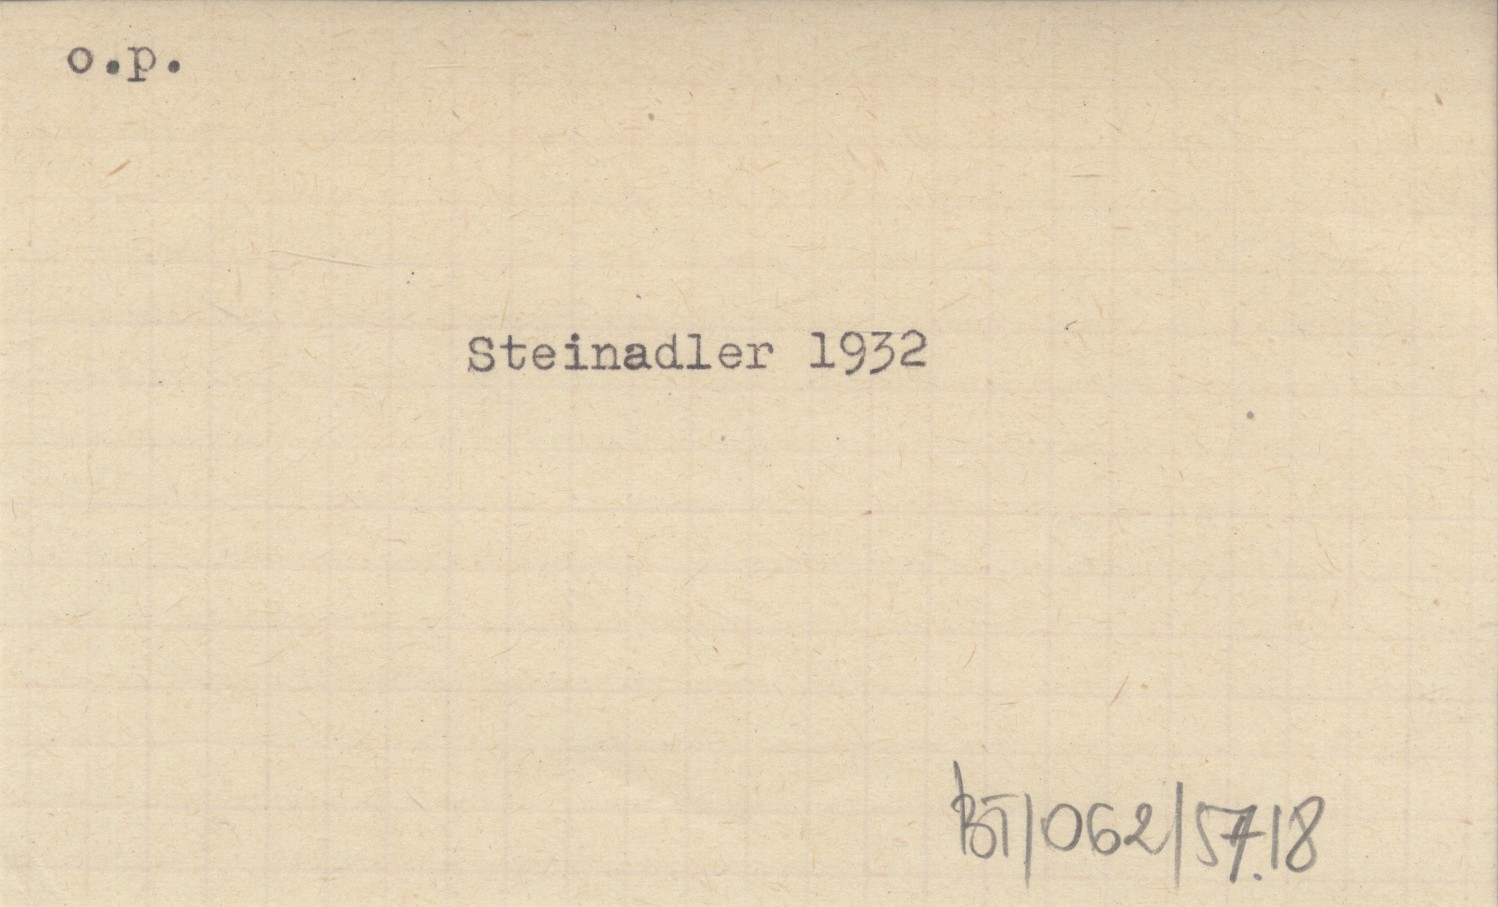 o.p.
Steinadler 1932
BT/062/57.18